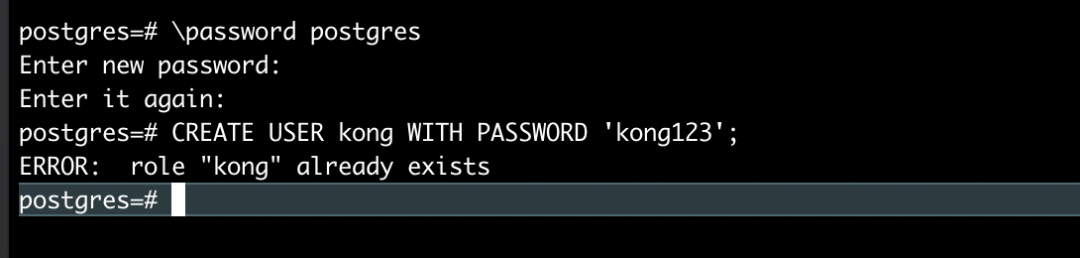 postgres=# \password postgres
Enter new password:
Enter it again:
postgres=# CREATE USER kong WITH PASSWORD 'kong123';
ERROR:  role "kong" already exists
postgres=#